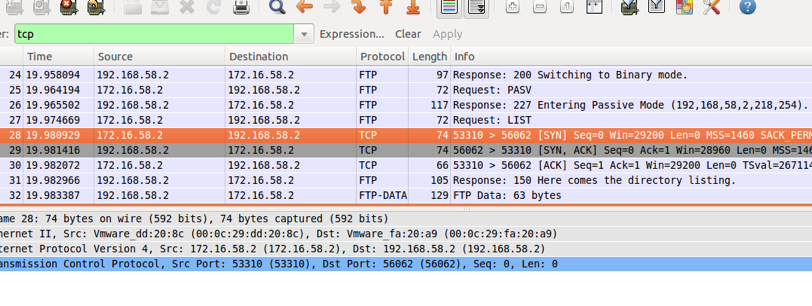 er: tcp Expression... Clear Apply
Time Source Destination Protocol Length Info
24 19.958094 192.168.58.2 172.16.58.2 FTP 97 Response: 200 Switching to Binary mode.
25 19.964194 172.16.58.2 192.168.58.2 FTP 72 Request: PASV
26 19.965502 192.168.58.2 172.16.58.2 FTP 117 Response: 227 Entering Passive Mode (192,168,58,2,218,254).
27 19.974669 172.16.58.2 192.168.58.2 FTP 72 Request: LIST
28 19.980929 172.16.58.2 192.168.58.2 TCP 74 53310 > 56062 [SYN] Seq=0 Win=29200 Len=0 MSS=1460 SACK_PERM
29 19.981416 192.168.58.2 172.16.58.2 TCP 74 56062 > 53310 [SYN, ACK] Seq=0 Ack=1 Win=28960 Len=0 MSS=146
30 19.982072 172.16.58.2 192.168.58.2 TCP 66 53310 > 56062 [ACK] Seq=1 Ack=1 Win=29200 Len=0 TSval=267114
31 19.982966 192.168.58.2 172.16.58.2 FTP 105 Response: 150 Here comes the directory listing.
32 19.983387 192.168.58.2 172.16.58.2 FTP-DATA 129 FTP Data: 63 bytes
ame 28: 74 bytes on wire (592 bits), 74 bytes captured (592 bits)
hernet II, Src: Vmware_dd:20:8c (00:0c:29:dd:20:8c), Dst: Vmware_fa:20:a9 (00:0c:29:fa:20:a9)
ternet Protocol Version 4, Src: 172.16.58.2 (172.16.58.2), Dst: 192.168.58.2 (192.168.58.2)
ansmission Control Protocol, Src Port: 53310 (53310), Dst Port: 56062 (56062), Seq: 0, Len: 0